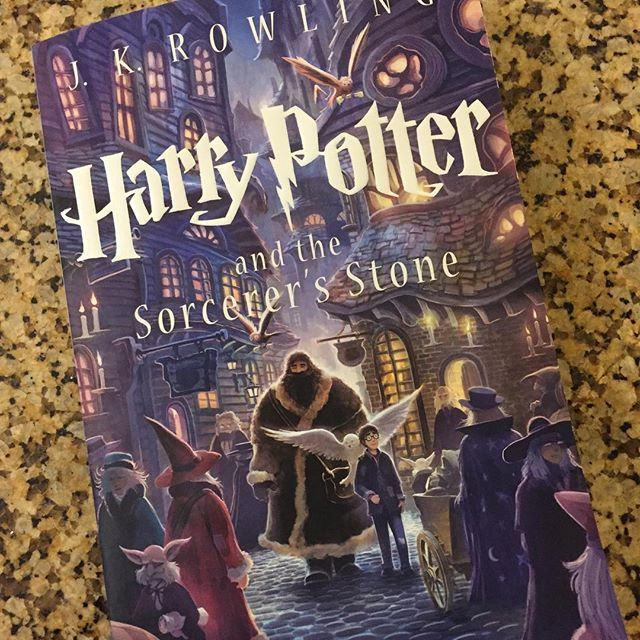 J. K. ROWLING
Harry Potter
and the
Sorcerer's Stone